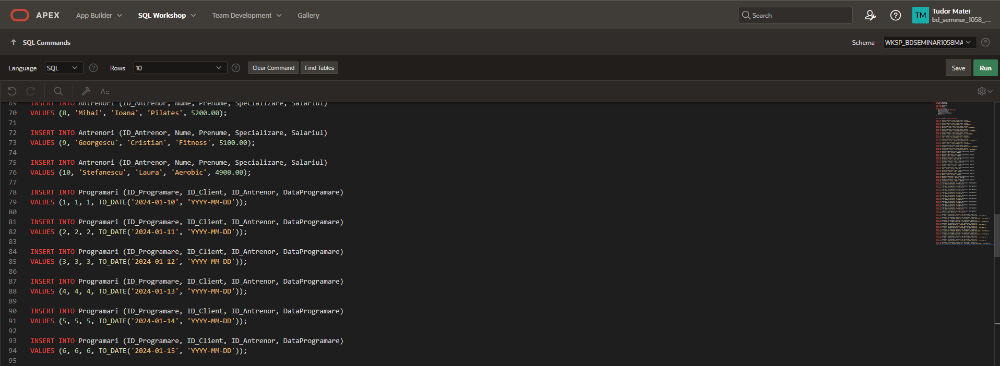 APEX App Builder SQL Workshop Team Development Gallery Search TM Tudor Matei
bd_seminar_1058_...
SQL Commands Schema WKSP_BDSEMINAR1058MA
Language SQL Rows 10 Clear Command Find Tables Save Run
69 INSERT INTO Antrenori (ID_Antrenor, Nume, Prenume, Specializare, Salariul)
70 VALUES (8, 'Mihai', 'Ioana', 'Pilates', 5200.00);
71
72 INSERT INTO Antrenori (ID_Antrenor, Nume, Prenume, Specializare, Salariul)
73 VALUES (9, 'Georgescu', 'Cristian', 'Fitness', 5100.00);
74
75 INSERT INTO Antrenori (ID_Antrenor, Nume, Prenume, Specializare, Salariul)
76 VALUES (10, 'Stefanescu', 'Laura', 'Aerobic', 4900.00);
77
78 INSERT INTO Programari (ID_Programare, ID_Client, ID_Antrenor, DataProgramare)
79 VALUES (1, 1, 1, TO_DATE('2024-01-10', 'YYYY-MM-DD'));
80
81 INSERT INTO Programari (ID_Programare, ID_Client, ID_Antrenor, DataProgramare)
82 VALUES (2, 2, 2, TO_DATE('2024-01-11', 'YYYY-MM-DD'));
83
84 INSERT INTO Programari (ID_Programare, ID_Client, ID_Antrenor, DataProgramare)
85 VALUES (3, 3, 3, TO_DATE('2024-01-12', 'YYYY-MM-DD'));
86
87 INSERT INTO Programari (ID_Programare, ID_Client, ID_Antrenor, DataProgramare)
88 VALUES (4, 4, 4, TO_DATE('2024-01-13', 'YYYY-MM-DD'));
89
90 INSERT INTO Programari (ID_Programare, ID_Client, ID_Antrenor, DataProgramare)
91 VALUES (5, 5, 5, TO_DATE('2024-01-14', 'YYYY-MM-DD'));
92
93 INSERT INTO Programari (ID_Programare, ID_Client, ID_Antrenor, DataProgramare)
94 VALUES (6, 6, 6, TO_DATE('2024-01-15', 'YYYY-MM-DD'));
95